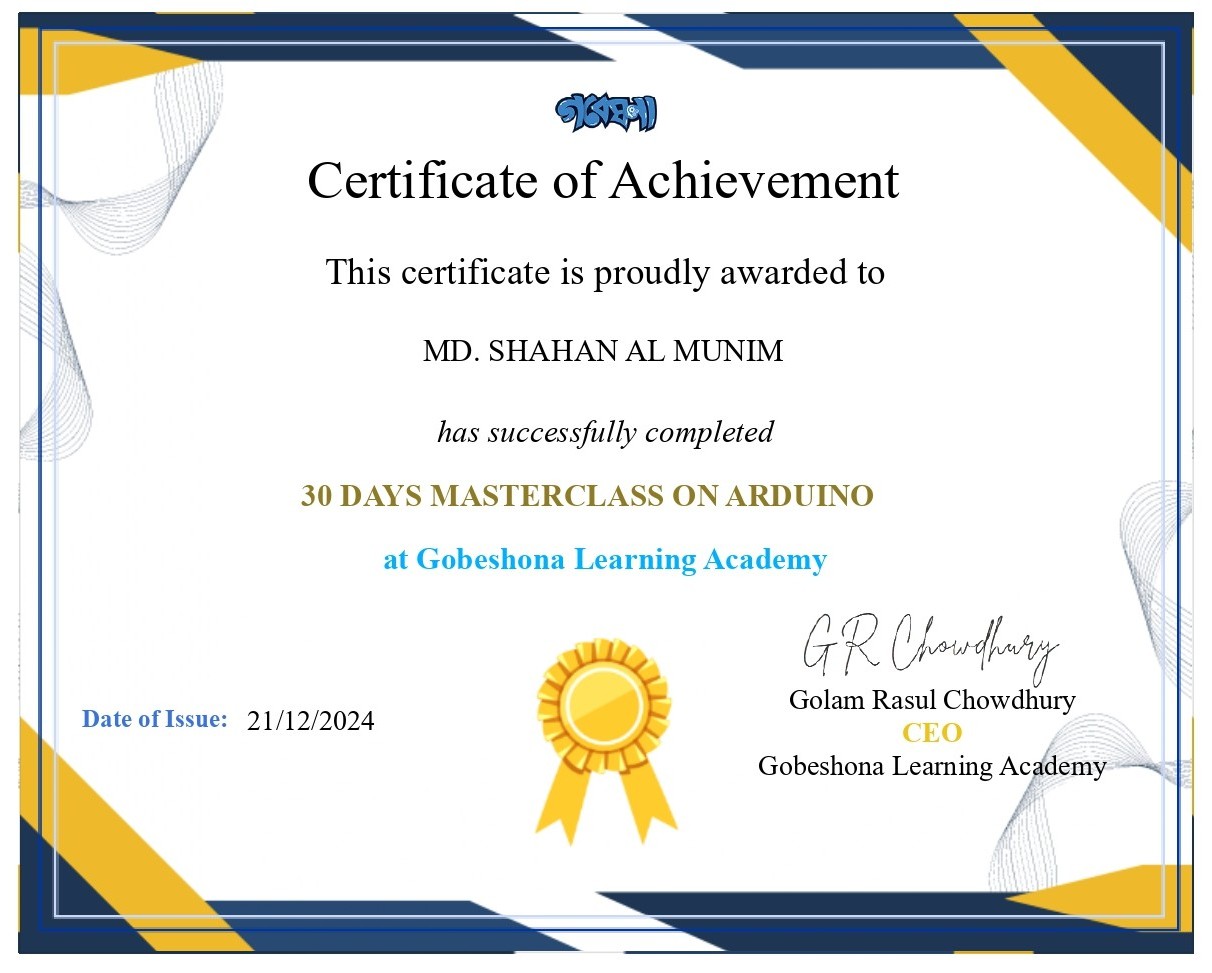 গবেষণা
Certificate of Achievement
This certificate is proudly awarded to
MD. SHAHAN AL MUNIM
has successfully completed
30 DAYS MASTERCLASS ON ARDUINO
at Gobeshona Learning Academy
GR Chowdhury
Golam Rasul Chowdhury
CEO
Gobeshona Learning Academy
Date of Issue: 21/12/2024